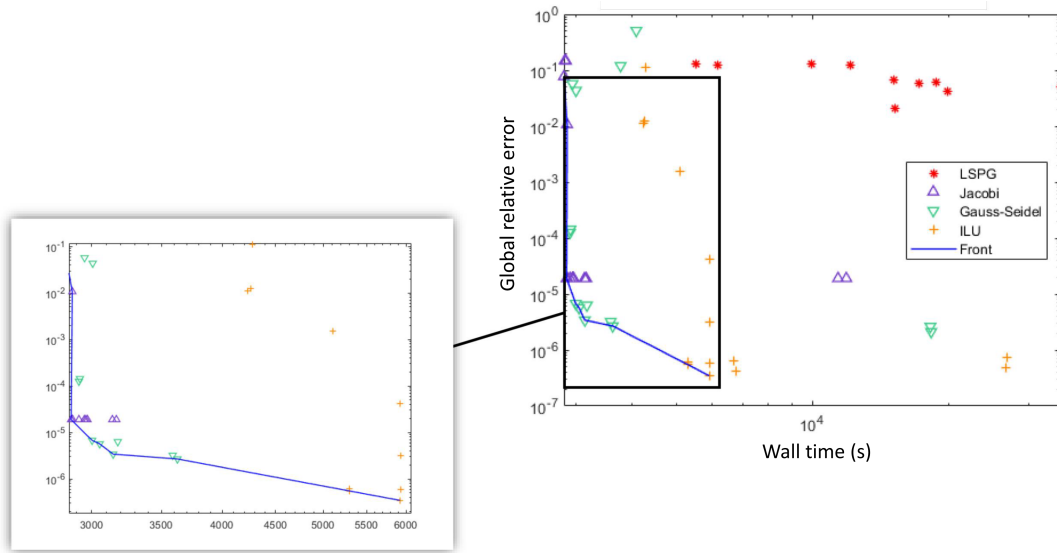 10^0
10^-1
10^-2
10^-3
10^-4
10^-5
10^-6
10^-7
Global relative error
10^4
Wall time (s)
LSPG
Jacobi
Gauss-Seidel
ILU
Front
10^-1
10^-2
10^-3
10^-4
10^-5
10^-6
3000 3500 4000 4500 5000 5500 6000